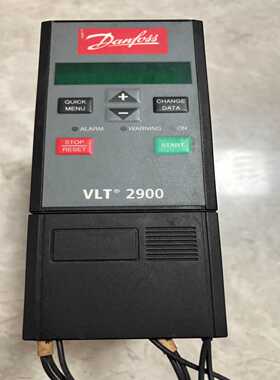 Danfoss
QUICK
MENU
+
-
CHANGE
DATA
ALARM
WARNING
ON
STOP
RESET
START
VLT® 2900